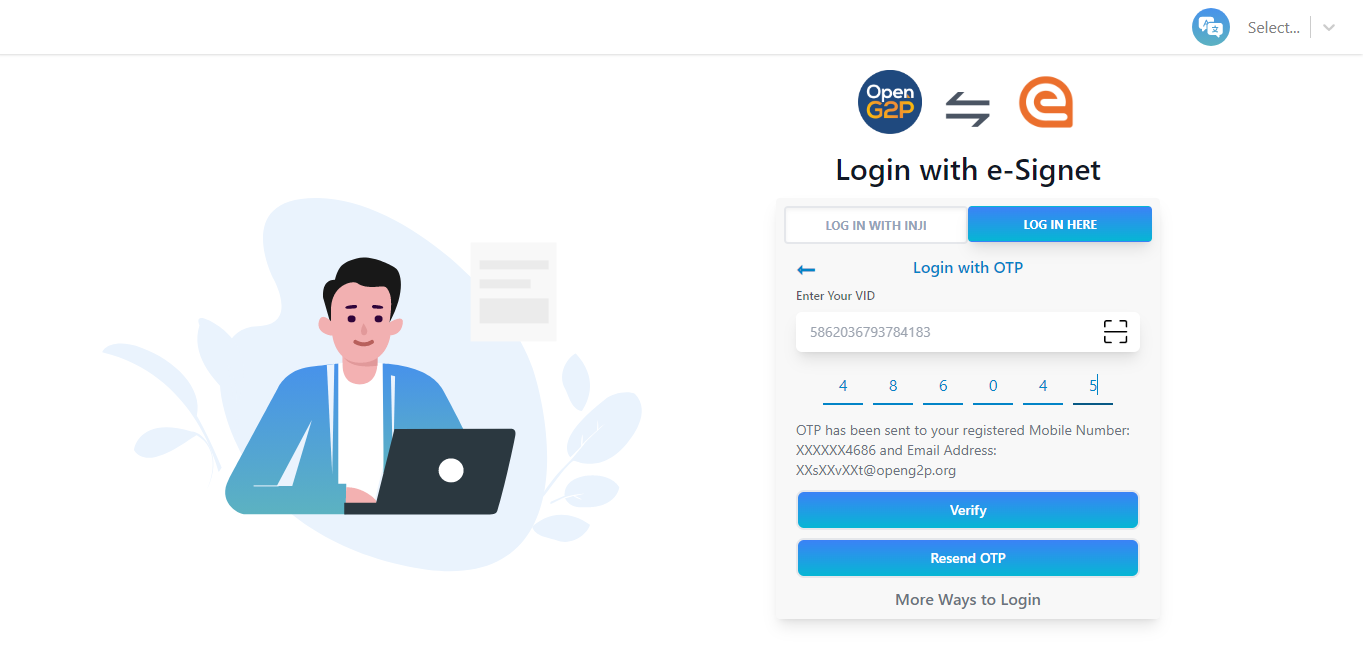 Select...
Open
G2P
Login with e-Signet
LOG IN WITH INJI
LOG IN HERE
Login with OTP
Enter Your VID
5862036793784183
4 8 6 0 4 5
OTP has been sent to your registered Mobile Number:
XXXXXX4686 and Email Address:
XXsXXvXXt@openg2p.org
Verify
Resend OTP
More Ways to Login